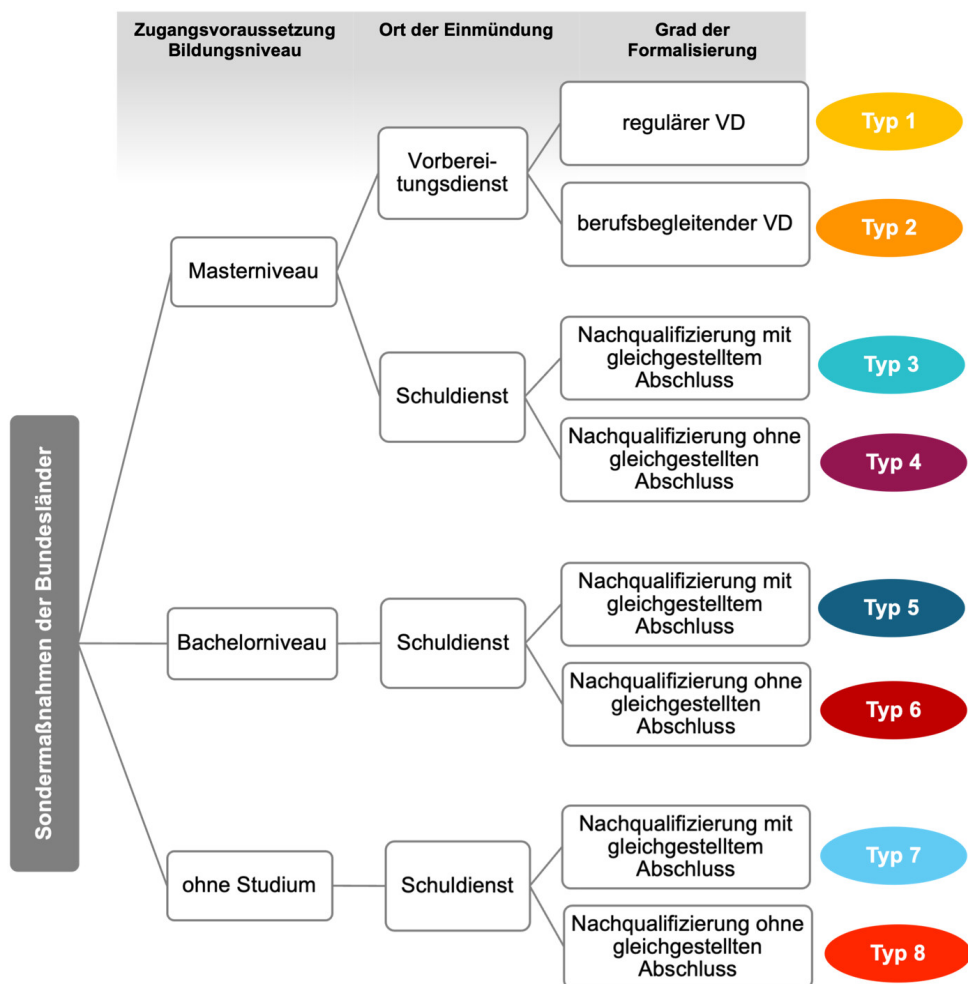 Zugangsvoraussetzung
Bildungsniveau
Ort der Einmündung
Grad der
Formalisierung
Sondermaßnahmen der Bundesländer
Masterniveau
Vorberei-
tungsdienst
regulärer VD
Typ 1
berufsbegleitender VD
Typ 2
Schuldienst
Nachqualifizierung mit
gleichgestelltem
Abschluss
Typ 3
Nachqualifizierung ohne
gleichgestellten
Abschluss
Typ 4
Bachelorniveau
Schuldienst
Nachqualifizierung mit
gleichgestelltem
Abschluss
Typ 5
Nachqualifizierung ohne
gleichgestellten
Abschluss
Typ 6
ohne Studium
Schuldienst
Nachqualifizierung mit
gleichgestelltem
Abschluss
Typ 7
Nachqualifizierung ohne
gleichgestellten
Abschluss
Typ 8